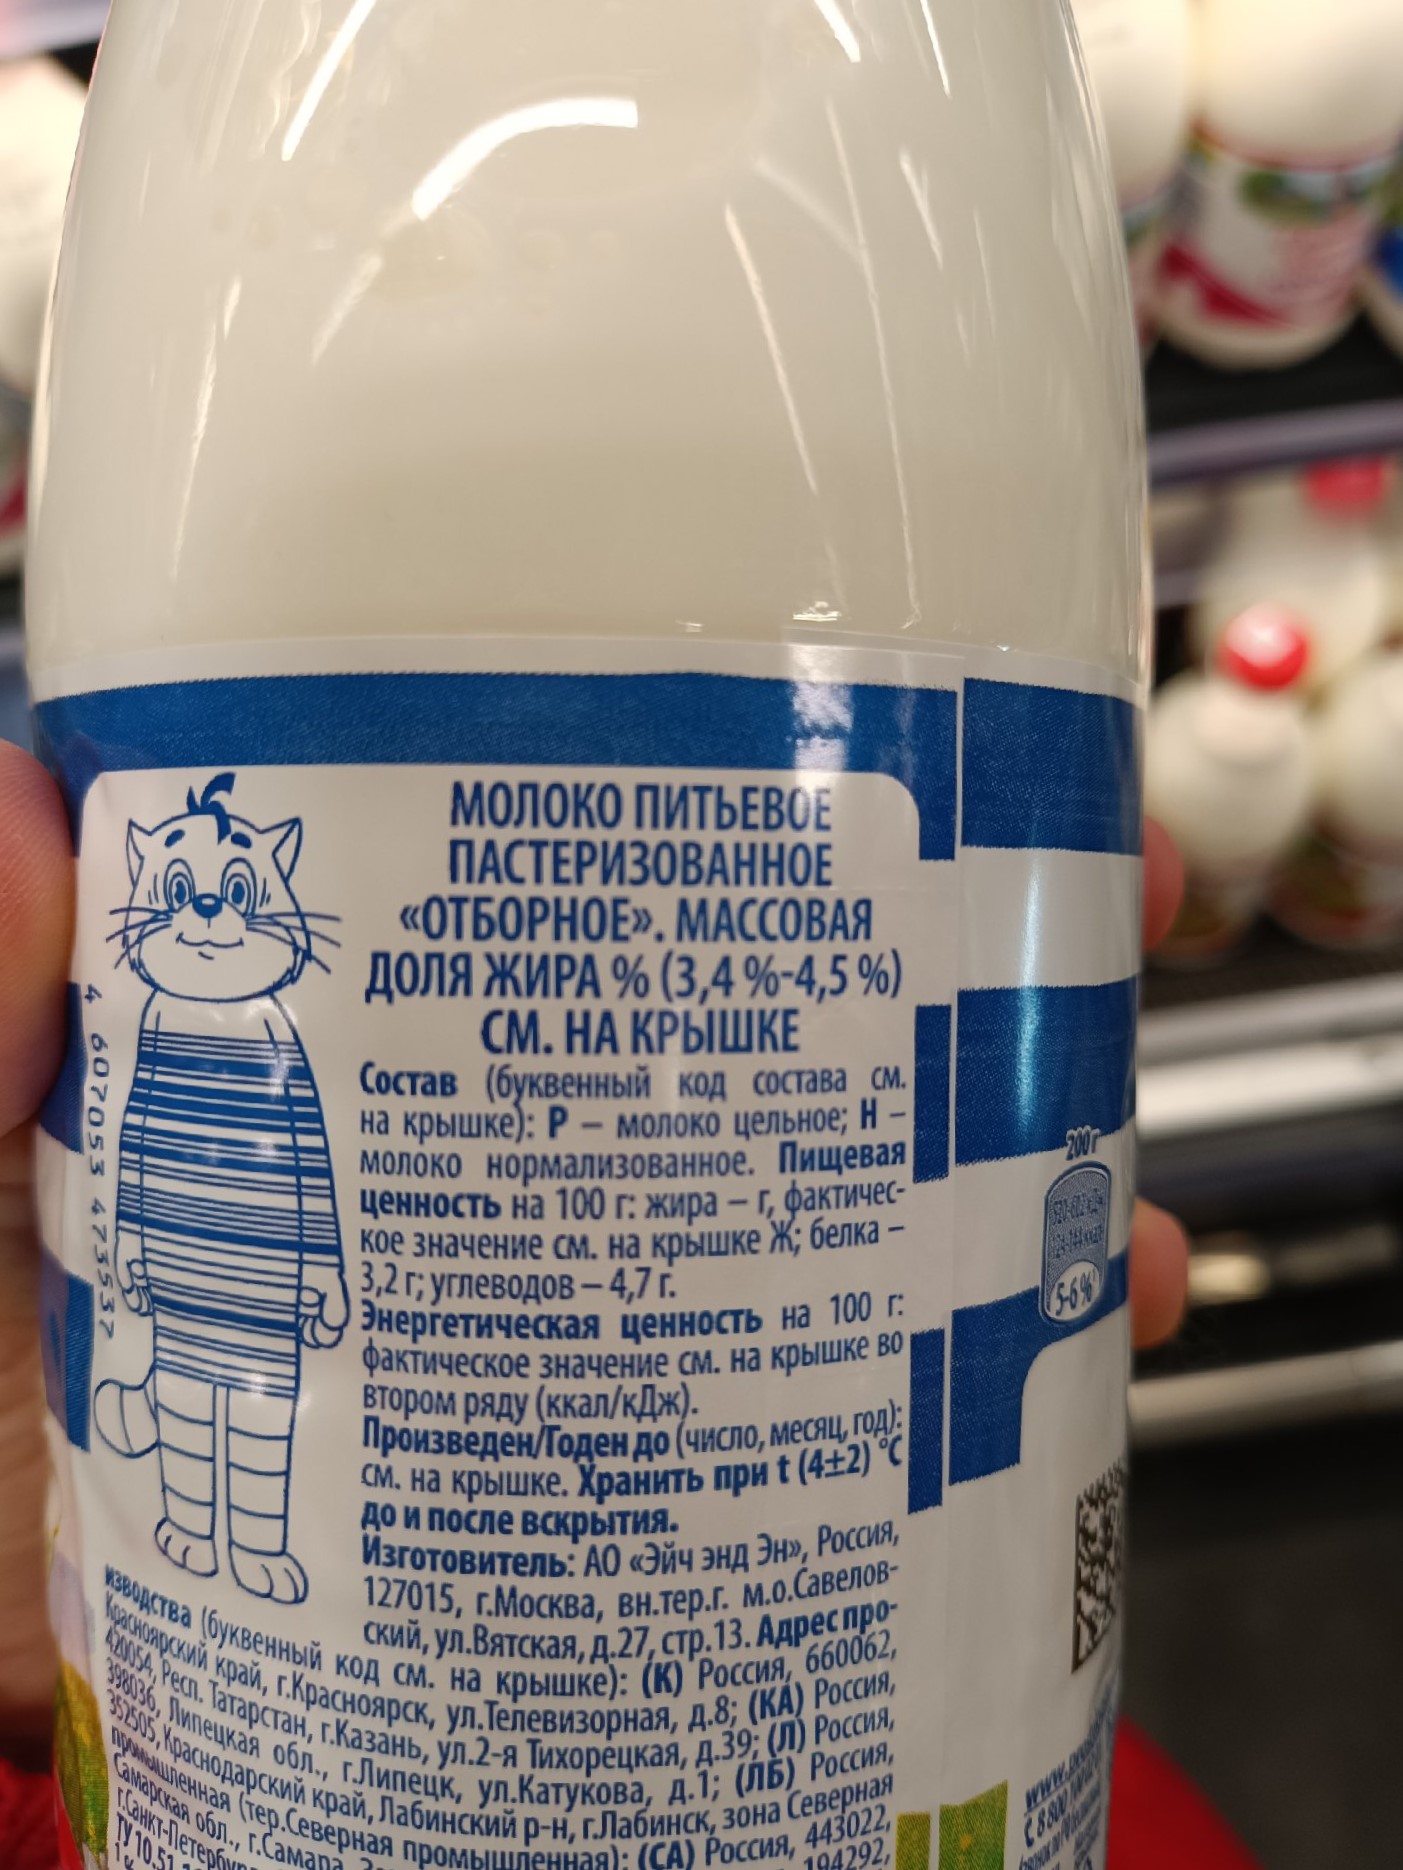 МОЛОКО ПИТЬЕВОЕ
ПАСТЕРИЗОВАННОЕ
«ОТБОРНОЕ». МАССОВАЯ
ДОЛЯ ЖИРА % (3,4 %-4,5 %)
СМ. НА КРЫШКЕ
Состав (буквенный код состава см.
на крышке): Р – молоко цельное; Н –
молоко нормализованное. Пищевая
ценность на 100 г: жира – г, фактичес-
кое значение см. на крышке Ж; белка –
3,2 г; углеводов – 4,7 г.
Энергетическая ценность на 100 г:
фактическое значение см. на крышке во
втором ряду (ккал/кДж).
Произведен/Годен до (число, месяц, год):
см. на крышке. Хранить при t (4±2) °С
до и после вскрытия.
Изготовитель: АО «Эйч энд Эн», Россия,
127015, г.Москва, вн.тер.г. м.о.Савелов-
ский, ул.Вятская, д.27, стр.13. Адрес про-
изводства (буквенный код см. на крышке): (К) Россия, 660062,
Красноярский край, г.Красноярск, ул.Телевизорная, д.8; (КА) Россия,
420054, Респ. Татарстан, г.Казань, ул.2-я Тихорецкая, д.39; (Л) Россия,
398036, Липецкая обл., г.Липецк, ул.Катукова, д.1; (ЛБ) Россия,
352505, Краснодарский край, Лабинский р-н, г.Лабинск, зона Северная
промышленная (тер.Северная промышленная); (СА) Россия, 443022,
Самарская обл., г.Самара, 194292,
г.Санкт-Петербург
ТУ 10.51
4 607053 473537
200 г
5-6%
www.